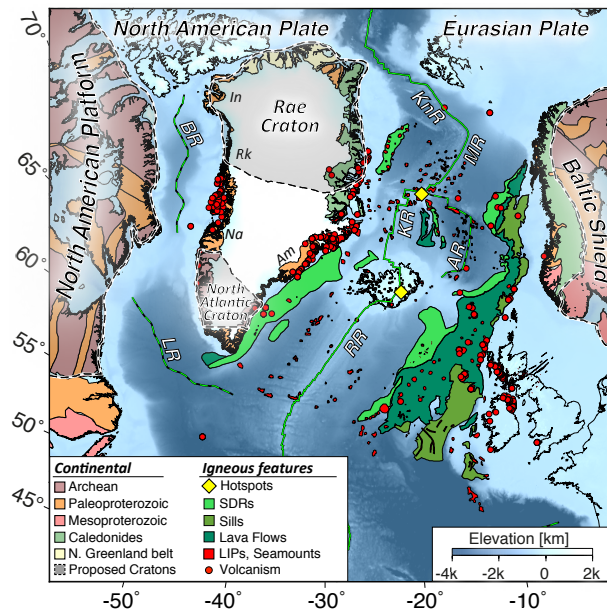 North American Plate
Eurasian Plate
70°
65°
60°
55°
50°
45°
North American Platform
BR
In
Rae
Craton
Rk
KnR
MR
Baltic Shield
Na
Am
KR
AR
North
Atlantic
Craton
LR
RR
Continental
Archean
Paleoproterozoic
Mesoproterozoic
Caledonides
N. Greenland belt
Proposed Cratons
Igneous features
Hotspots
SDRs
Sills
Lava Flows
LIPs, Seamounts
Volcanism
Elevation [km]
-4k 0 2k
-50° -40° -30° -20° -10°